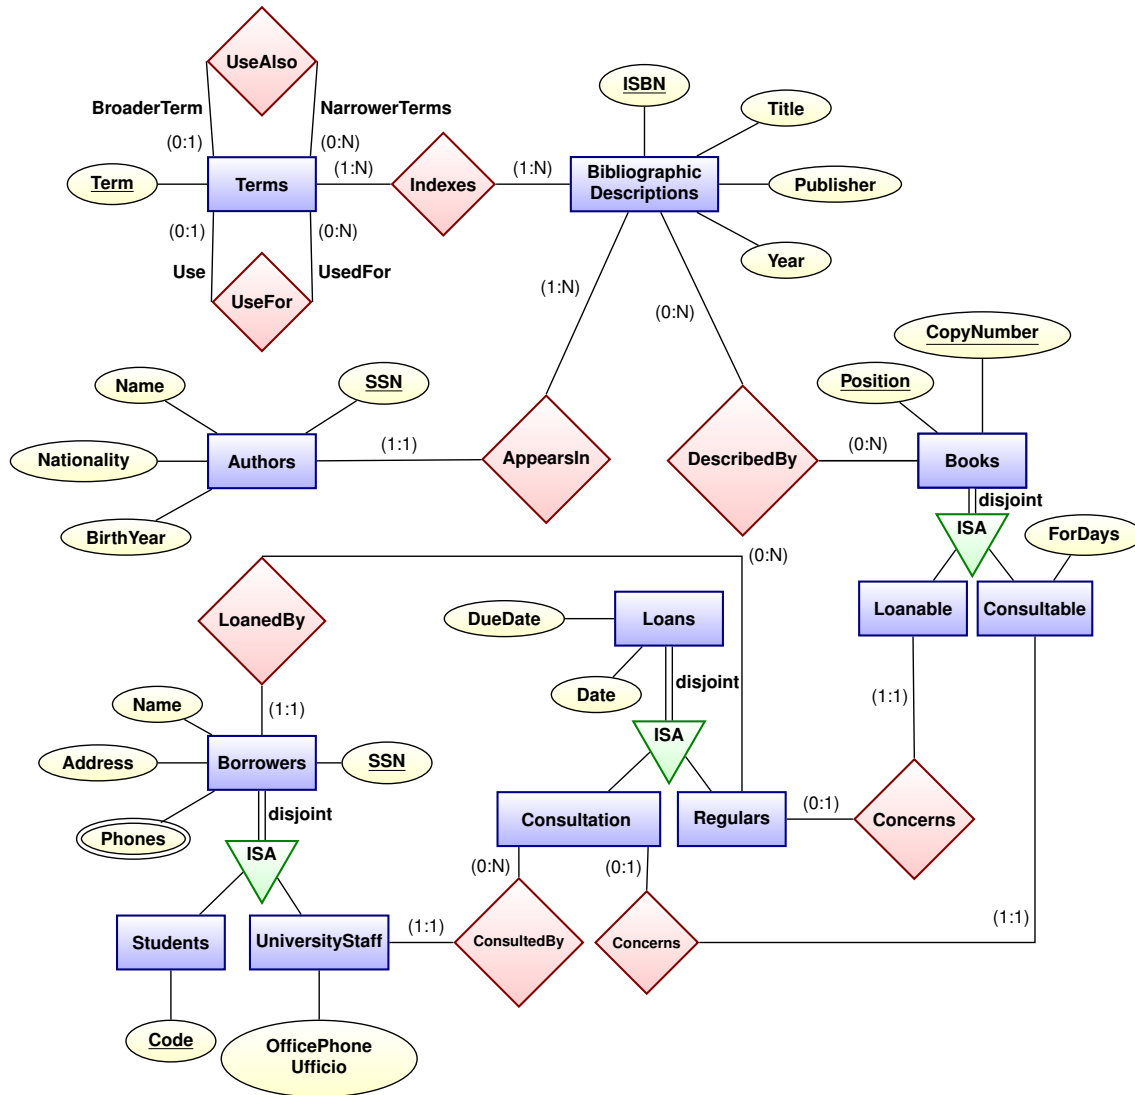 UseAlso
ISBN
BroaderTerm
NarrowerTerms
Title
(0:1)
(0:N)
(1:N)
(1:N)
Term
Terms
Indexes
Bibliographic
Descriptions
Publisher
(0:1)
(0:N)
Use
UsedFor
Year
UseFor
(1:N)
(0:N)
CopyNumber
Name
SSN
Position
(1:1)
(0:N)
Nationality
Authors
AppearsIn
DescribedBy
Books
disjoint
ISA
BirthYear
ForDays
(0:N)
Loanable
Consultable
LoanedBy
DueDate
Loans
disjoint
Date
(1:1)
Name
(1:1)
ISA
Address
Borrowers
SSN
disjoint
(0:1)
Phones
Consultation
Regulars
Concerns
ISA
(0:N)
(0:1)
(1:1)
(1:1)
Students
UniversityStaff
ConsultedBy
Concerns
Code
OfficePhone
Ufficio